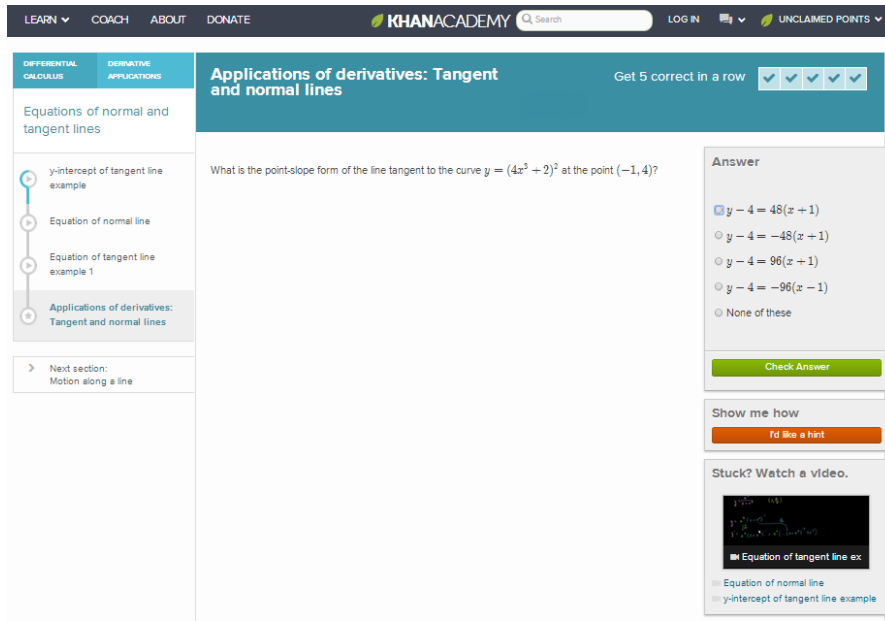 LEARN COACH ABOUT DONATE KHANACADEMY Search LOG IN UNCLAIMED POINTS
DIFFERENTIAL CALCULUS
DERIVATIVE APPLICATIONS
Equations of normal and
tangent lines
y-intercept of tangent line
example
Equation of normal line
Equation of tangent line
example 1
Applications of derivatives:
Tangent and normal lines
Next section:
Motion along a line
Applications of derivatives: Tangent
and normal lines
Get 5 correct in a row
What is the point-slope form of the line tangent to the curve y = (4x⁵ + 2)² at the point (−1, 4)?
Answer
y − 4 = 48(x + 1)
y − 4 = −48(x + 1)
y − 4 = 96(x + 1)
y − 4 = −96(x − 1)
None of these
Check Answer
Show me how
I'd like a hint
Stuck? Watch a video.
Equation of tangent line ex
Equation of normal line
y-intercept of tangent line example